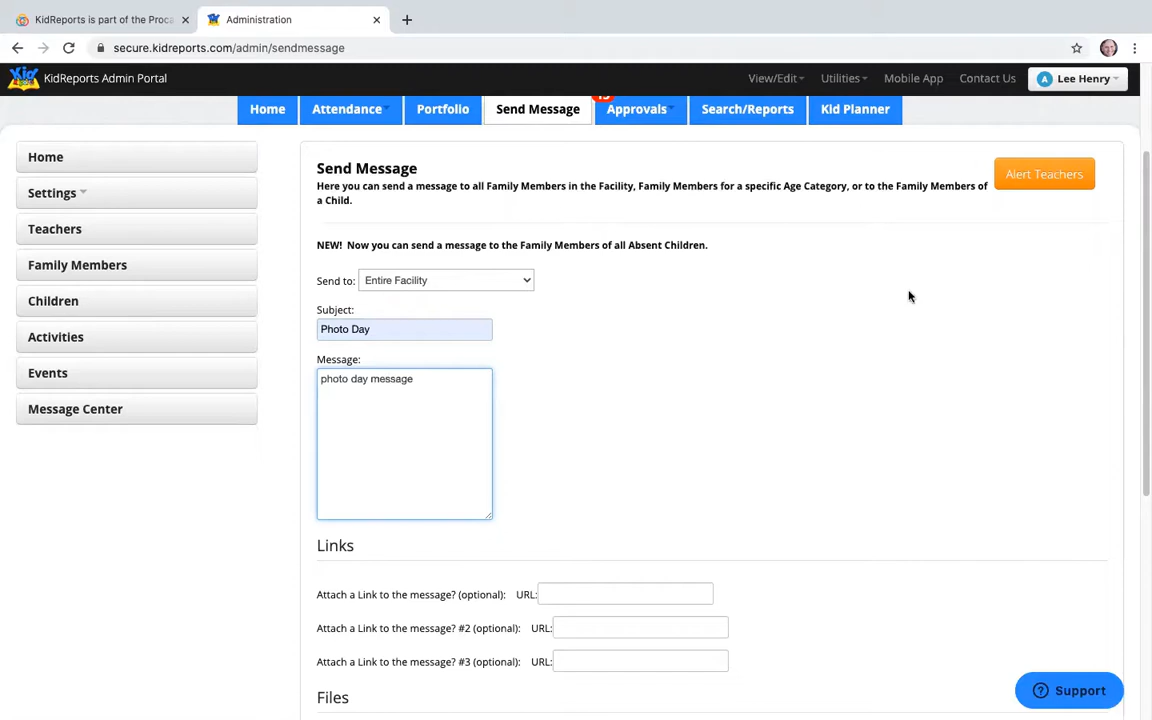 KidReports is part of the Proca
Administration
secure.kidreports.com/admin/sendmessage
Kid
KidReports Admin Portal
View/Edit
Utilities
Mobile App
Contact Us
A
Lee Henry
Home
Attendance
Portfolio
Send Message
Approvals
Search/Reports
Kid Planner
Home
Settings
Teachers
Family Members
Children
Activities
Events
Message Center
Send Message
Alert Teachers
Here you can send a message to all Family Members in the Facility, Family Members for a specific Age Category, or to the Family Members of
a Child.
NEW! Now you can send a message to the Family Members of all Absent Children.
Send to: Entire Facility
Subject:
Photo Day
Message:
photo day message
Links
Attach a Link to the message? (optional): URL:
Attach a Link to the message? #2 (optional): URL:
Attach a Link to the message? #3 (optional): URL:
Files
? Support